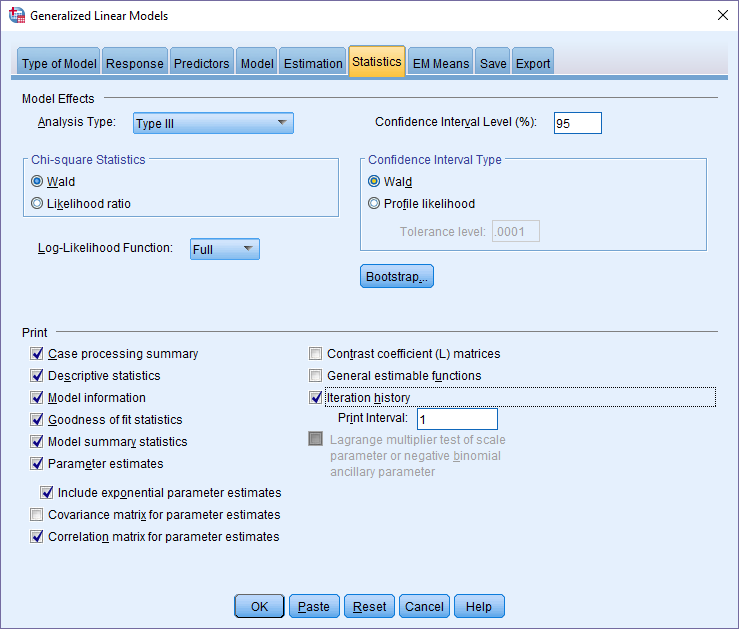 Generalized Linear Models
Type of Model Response Predictors Model Estimation Statistics EM Means Save Export
Model Effects
Analysis Type: Type III Confidence Interval Level (%): 95
Chi-square Statistics
Wald
Likelihood ratio
Log-Likelihood Function: Full
Confidence Interval Type
Wald
Profile likelihood
Tolerance level: .0001
Bootstrap...
Print
Case processing summary
Descriptive statistics
Model information
Goodness of fit statistics
Model summary statistics
Parameter estimates
Include exponential parameter estimates
Covariance matrix for parameter estimates
Correlation matrix for parameter estimates
Contrast coefficient (L) matrices
General estimable functions
Iteration history
Print Interval: 1
Lagrange multiplier test of scale
parameter or negative binomial
ancillary parameter
OK Paste Reset Cancel Help